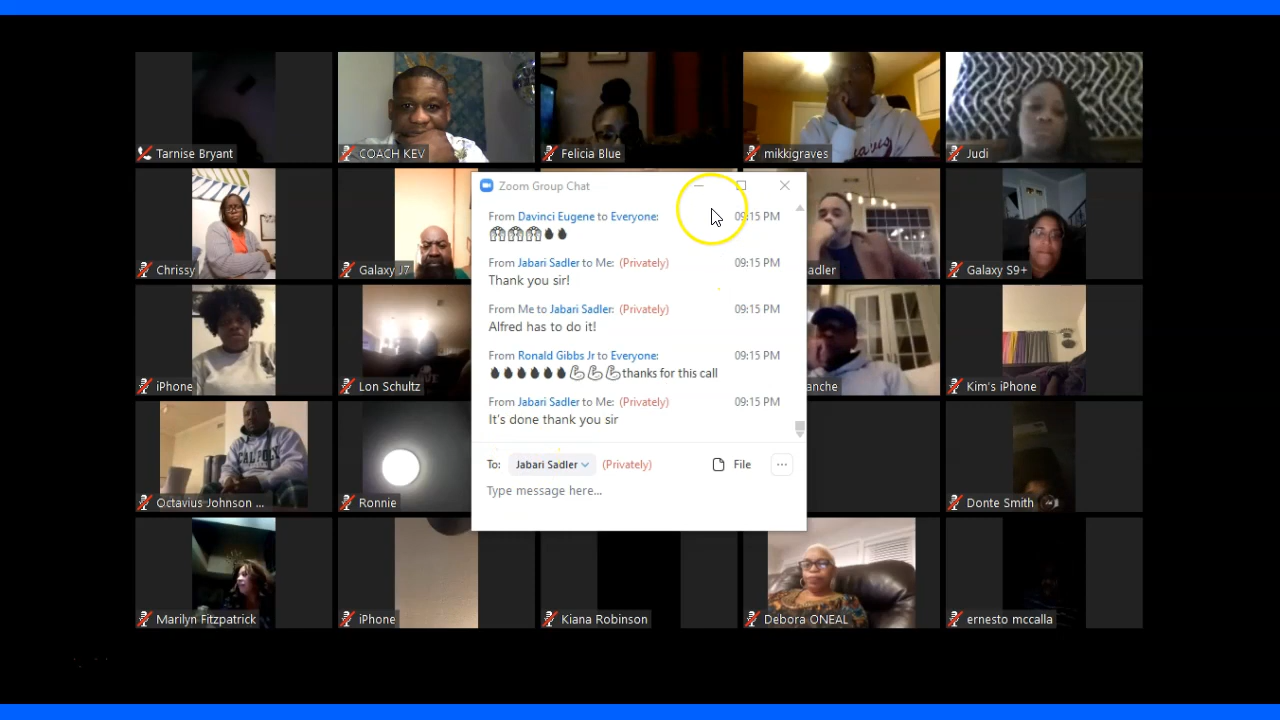 Tarnise Bryant
COACH KEV
Felicia Blue
mikkigraves
Judi
Chrissy
Galaxy J7
adler
Galaxy S9+
iPhone
Lon Schultz
anche
Kim's iPhone
Octavius Johnson ...
Ronnie
Donte Smith
Marilyn Fitzpatrick
iPhone
Kiana Robinson
Debora ONEAL
ernesto mccalla
Zoom Group Chat
From Davinci Eugene to Everyone: 09:15 PM
From Jabari Sadler to Me: (Privately) 09:15 PM
Thank you sir!
From Me to Jabari Sadler: (Privately) 09:15 PM
Alfred has to do it!
From Ronald Gibbs Jr to Everyone: 09:15 PM
thanks for this call
From Jabari Sadler to Me: (Privately) 09:15 PM
It's done thank you sir
To: Jabari Sadler (Privately) File
Type message here...